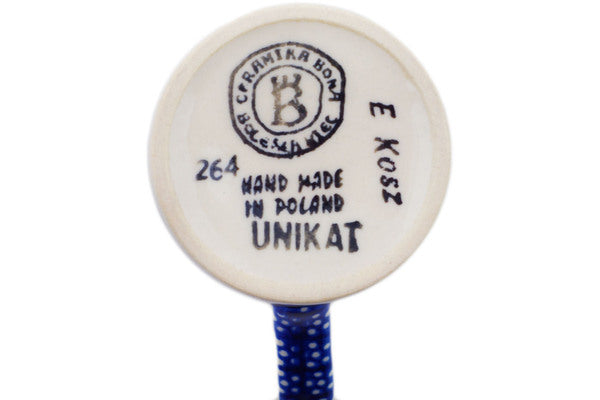 CERAMIKA BONA
B
BOLESŁAWIEC
264
HAND MADE
IN POLAND
UNIKAT
E KOSZ